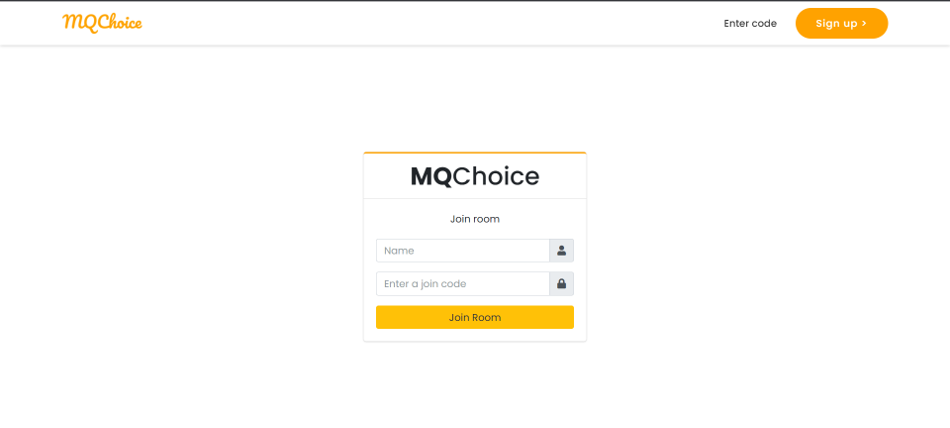 MQChoice
Enter code
Sign up >
MQChoice
Join room
Name
Enter a join code
Join Room